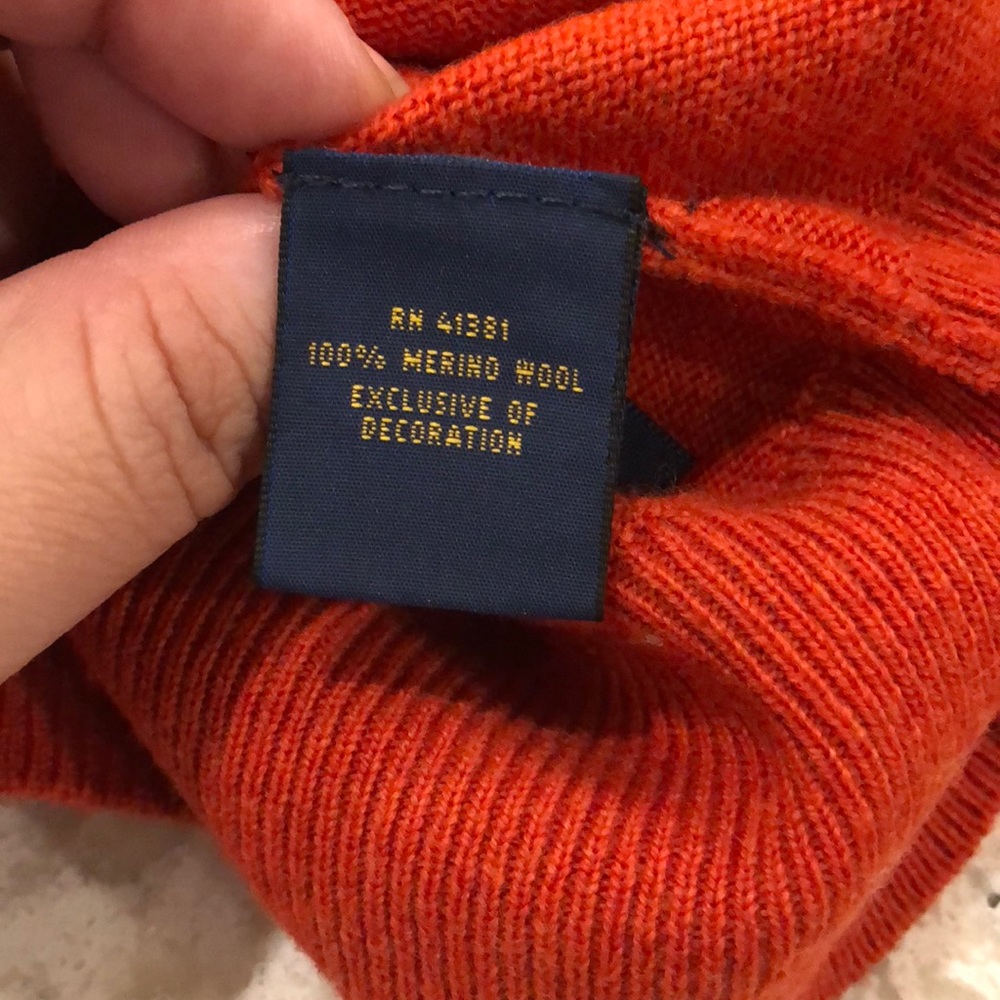 RN 41381
100% MERINO WOOL
EXCLUSIVE OF
DECORATION